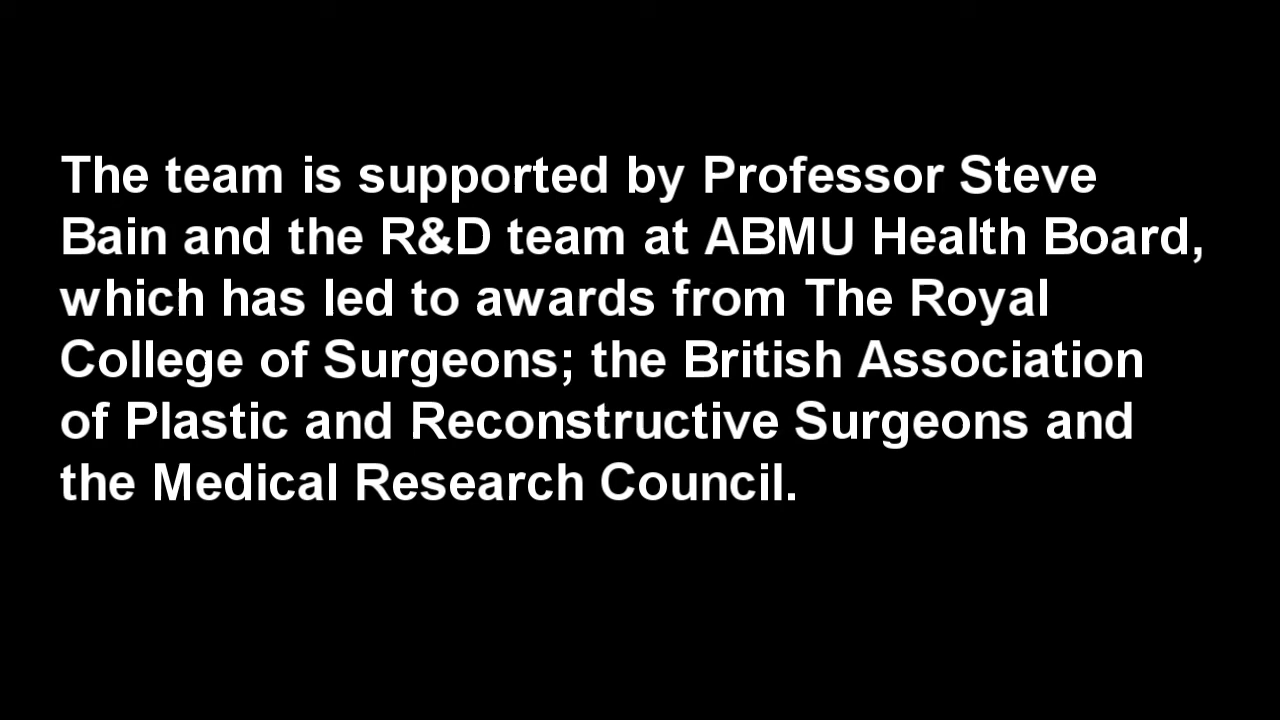 The team is supported by Professor Steve
Bain and the R&D team at ABMU Health Board,
which has led to awards from The Royal
College of Surgeons; the British Association
of Plastic and Reconstructive Surgeons and
the Medical Research Council.